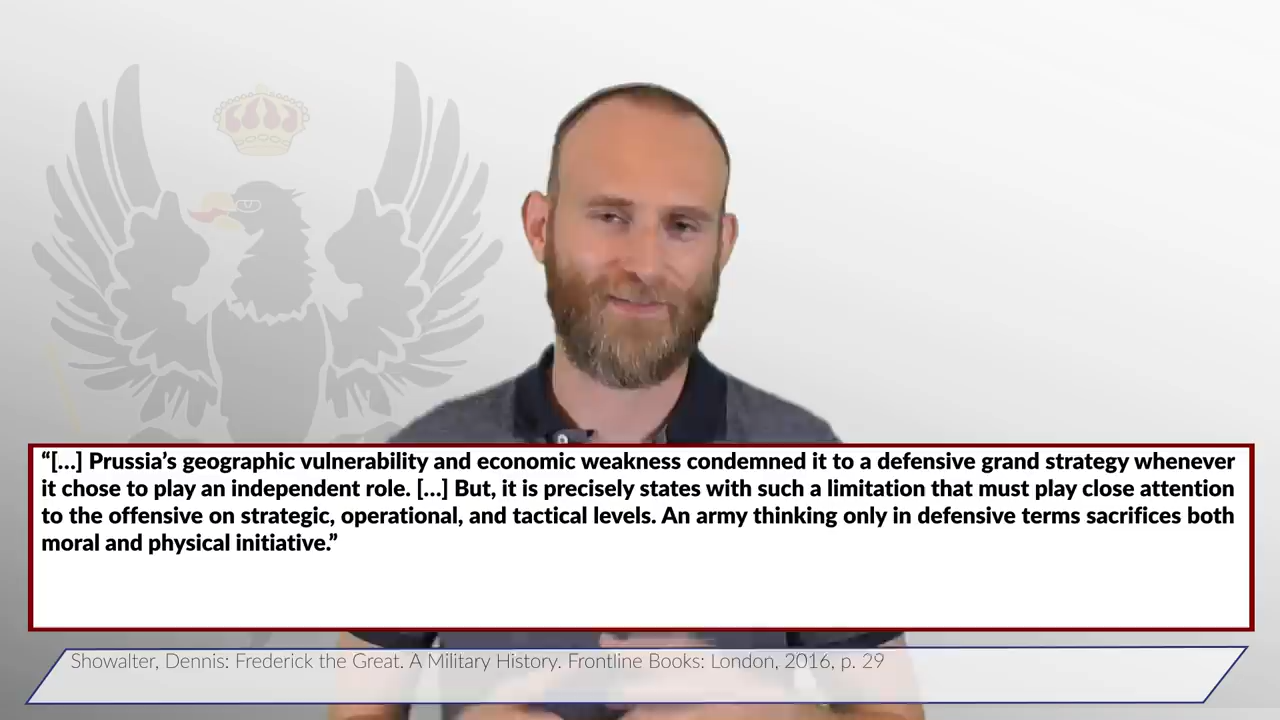 “[…] Prussia’s geographic vulnerability and economic weakness condemned it to a defensive grand strategy whenever
it chose to play an independent role. […] But, it is precisely states with such a limitation that must play close attention
to the offensive on strategic, operational, and tactical levels. An army thinking only in defensive terms sacrifices both
moral and physical initiative.”
Showalter, Dennis: Frederick the Great. A Military History. Frontline Books: London, 2016, p. 29